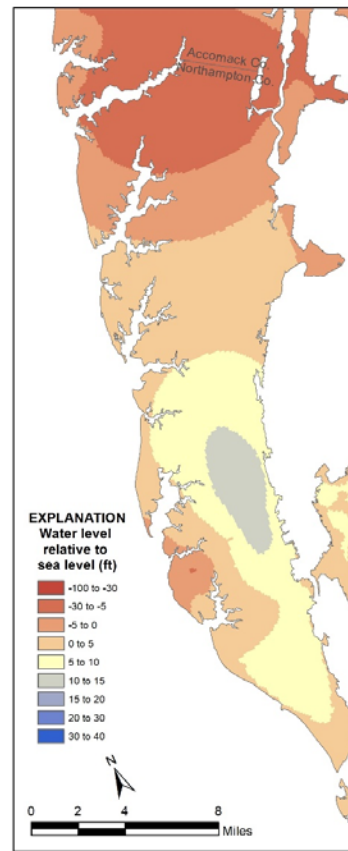 Accomack Co.
Northampton Co.
EXPLANATION
Water level
relative to
sea level (ft)
-100 to -30
-30 to -5
-5 to 0
0 to 5
5 to 10
10 to 15
15 to 20
20 to 30
30 to 40
N
0 4 8
Miles